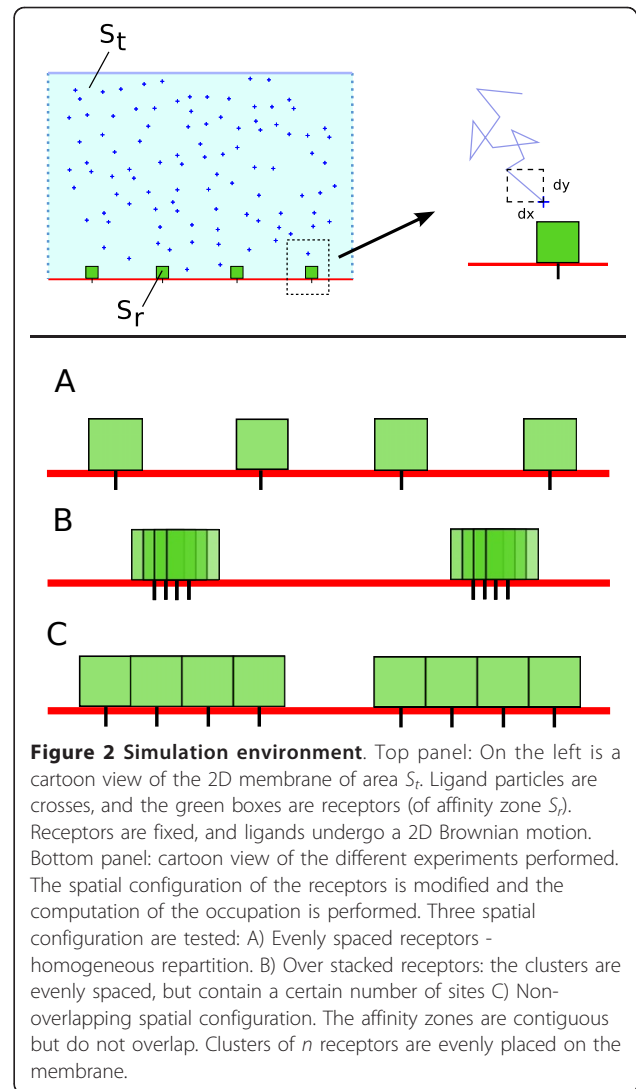 S_t
dy
dx
S_r
A
B
C
Figure 2 Simulation environment. Top panel: On the left is a
cartoon view of the 2D membrane of area S_t. Ligand particles are
crosses, and the green boxes are receptors (of affinity zone S_r).
Receptors are fixed, and ligands undergo a 2D Brownian motion.
Bottom panel: cartoon view of the different experiments performed.
The spatial configuration of the receptors is modified and the
computation of the occupation is performed. Three spatial
configuration are tested: A) Evenly spaced receptors -
homogeneous repartition. B) Over stacked receptors: the clusters are
evenly spaced, but contain a certain number of sites C) Non-
overlapping spatial configuration. The affinity zones are contiguous
but do not overlap. Clusters of n receptors are evenly placed on the
membrane.